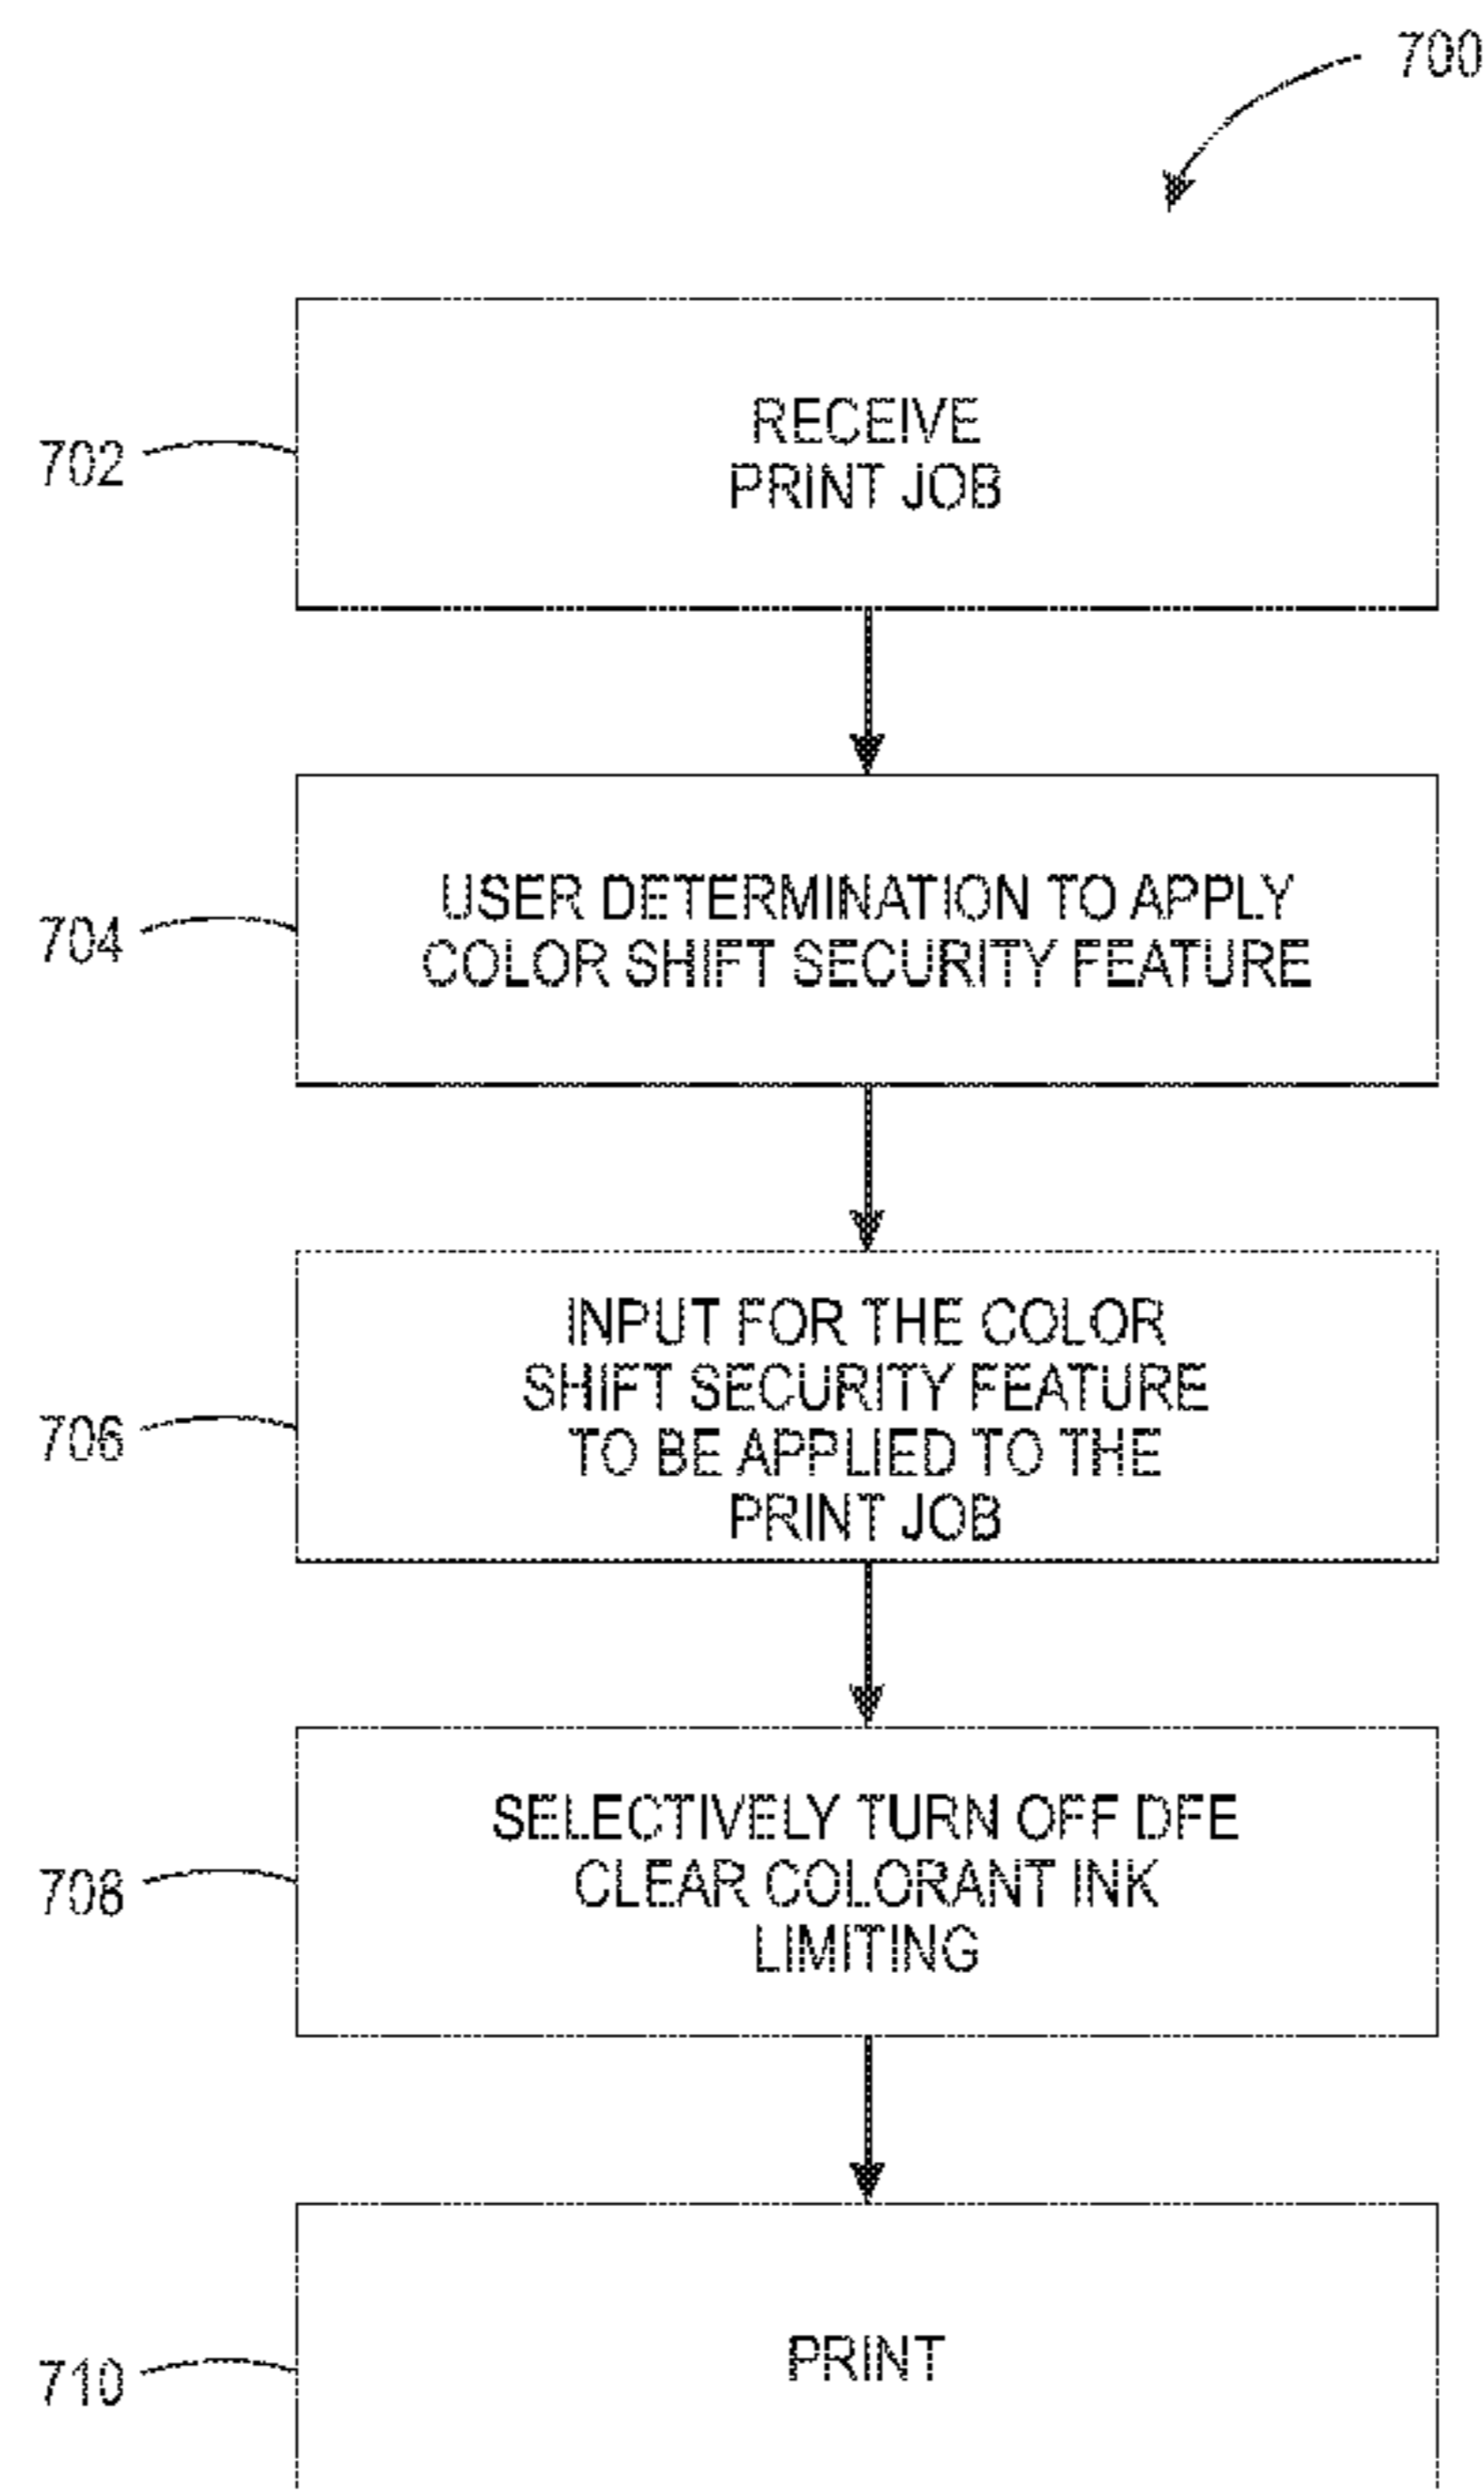 700
702
RECEIVE
PRINT JOB
704
USER DETERMINATION TO APPLY
COLOR SHIFT SECURITY FEATURE
706
INPUT FOR THE COLOR
SHIFT SECURITY FEATURE
TO BE APPLIED TO THE
PRINT JOB
708
SELECTIVELY TURN OFF DFE
CLEAR COLORANT INK
LIMITING
710
PRINT